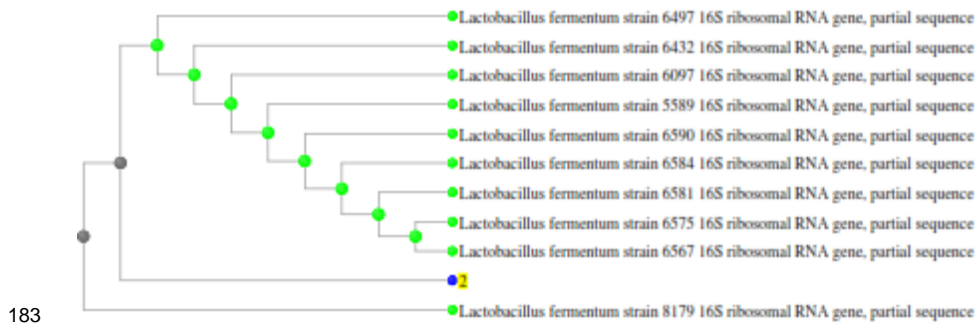 Lactobacillus fermentum strain 6497 16S ribosomal RNA gene, partial sequence
Lactobacillus fermentum strain 6432 16S ribosomal RNA gene, partial sequence
Lactobacillus fermentum strain 6097 16S ribosomal RNA gene, partial sequence
Lactobacillus fermentum strain 5589 16S ribosomal RNA gene, partial sequence
Lactobacillus fermentum strain 6590 16S ribosomal RNA gene, partial sequence
Lactobacillus fermentum strain 6584 16S ribosomal RNA gene, partial sequence
Lactobacillus fermentum strain 6581 16S ribosomal RNA gene, partial sequence
Lactobacillus fermentum strain 6575 16S ribosomal RNA gene, partial sequence
Lactobacillus fermentum strain 6567 16S ribosomal RNA gene, partial sequence
2
Lactobacillus fermentum strain 8179 16S ribosomal RNA gene, partial sequence
183